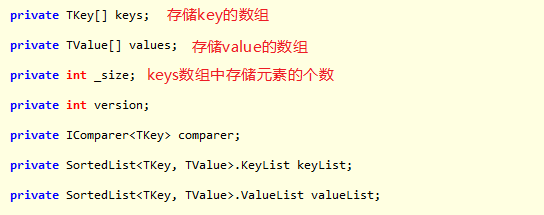 private TKey[] keys; 存储key的数组
private TValue[] values; 存储value的数组
private int _size; keys数组中存储元素的个数
private int version;
private IComparer<TKey> comparer;
private SortedList<TKey, TValue>.KeyList keyList;
private SortedList<TKey, TValue>.ValueList valueList;